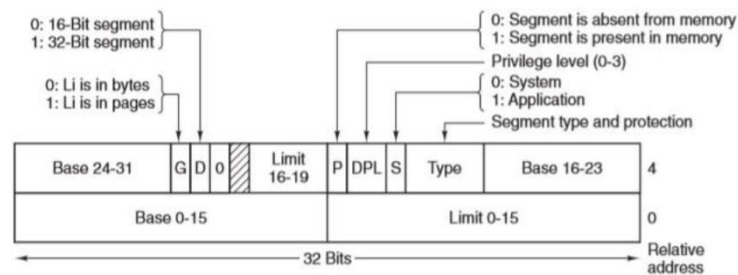 0: 16-Bit segment
1: 32-Bit segment
0: Segment is absent from memory
1: Segment is present in memory
Privilege level (0-3)
0: Li is in bytes
1: Li is in pages
0: System
1: Application
Segment type and protection
Base 24-31
G
D
0
Limit
16-19
P
DPL
S
Type
Base 16-23
4
Base 0-15
Limit 0-15
0
32 Bits
Relative
address